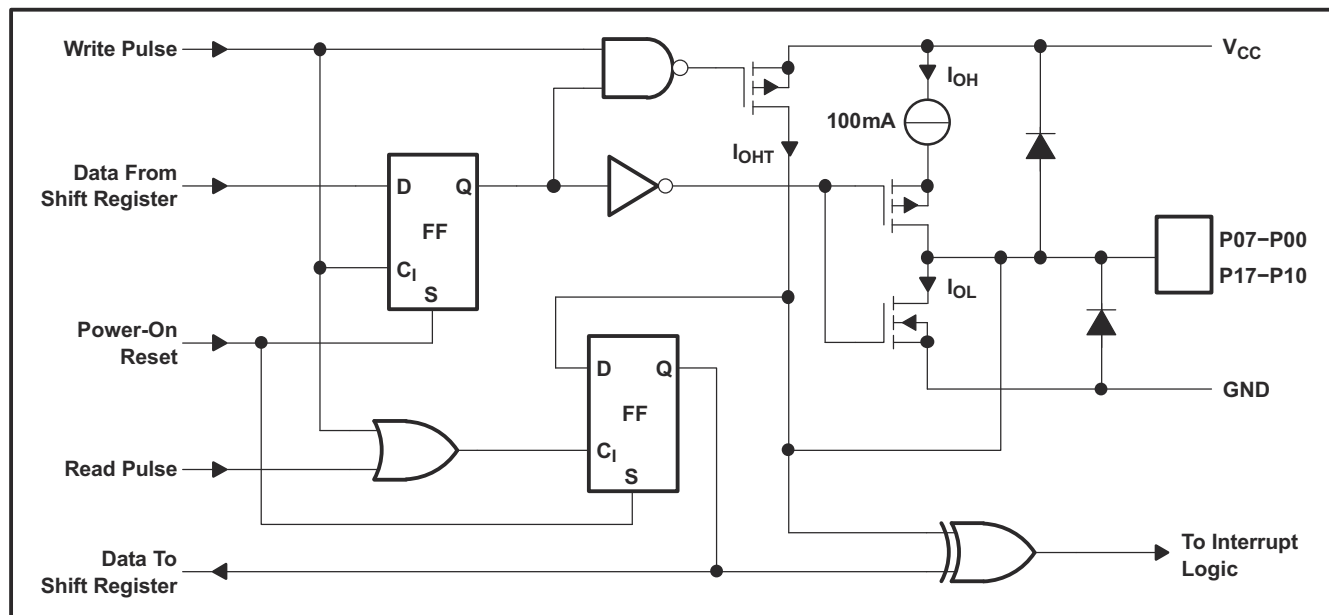 Write Pulse
V_CC
I_OH
100mA
I_OHT
Data From
Shift Register
D
Q
FF
C_I
S
P07−P00
P17−P10
I_OL
Power-On
Reset
D
Q
FF
C_I
S
GND
Read Pulse
Data To
Shift Register
To Interrupt
Logic